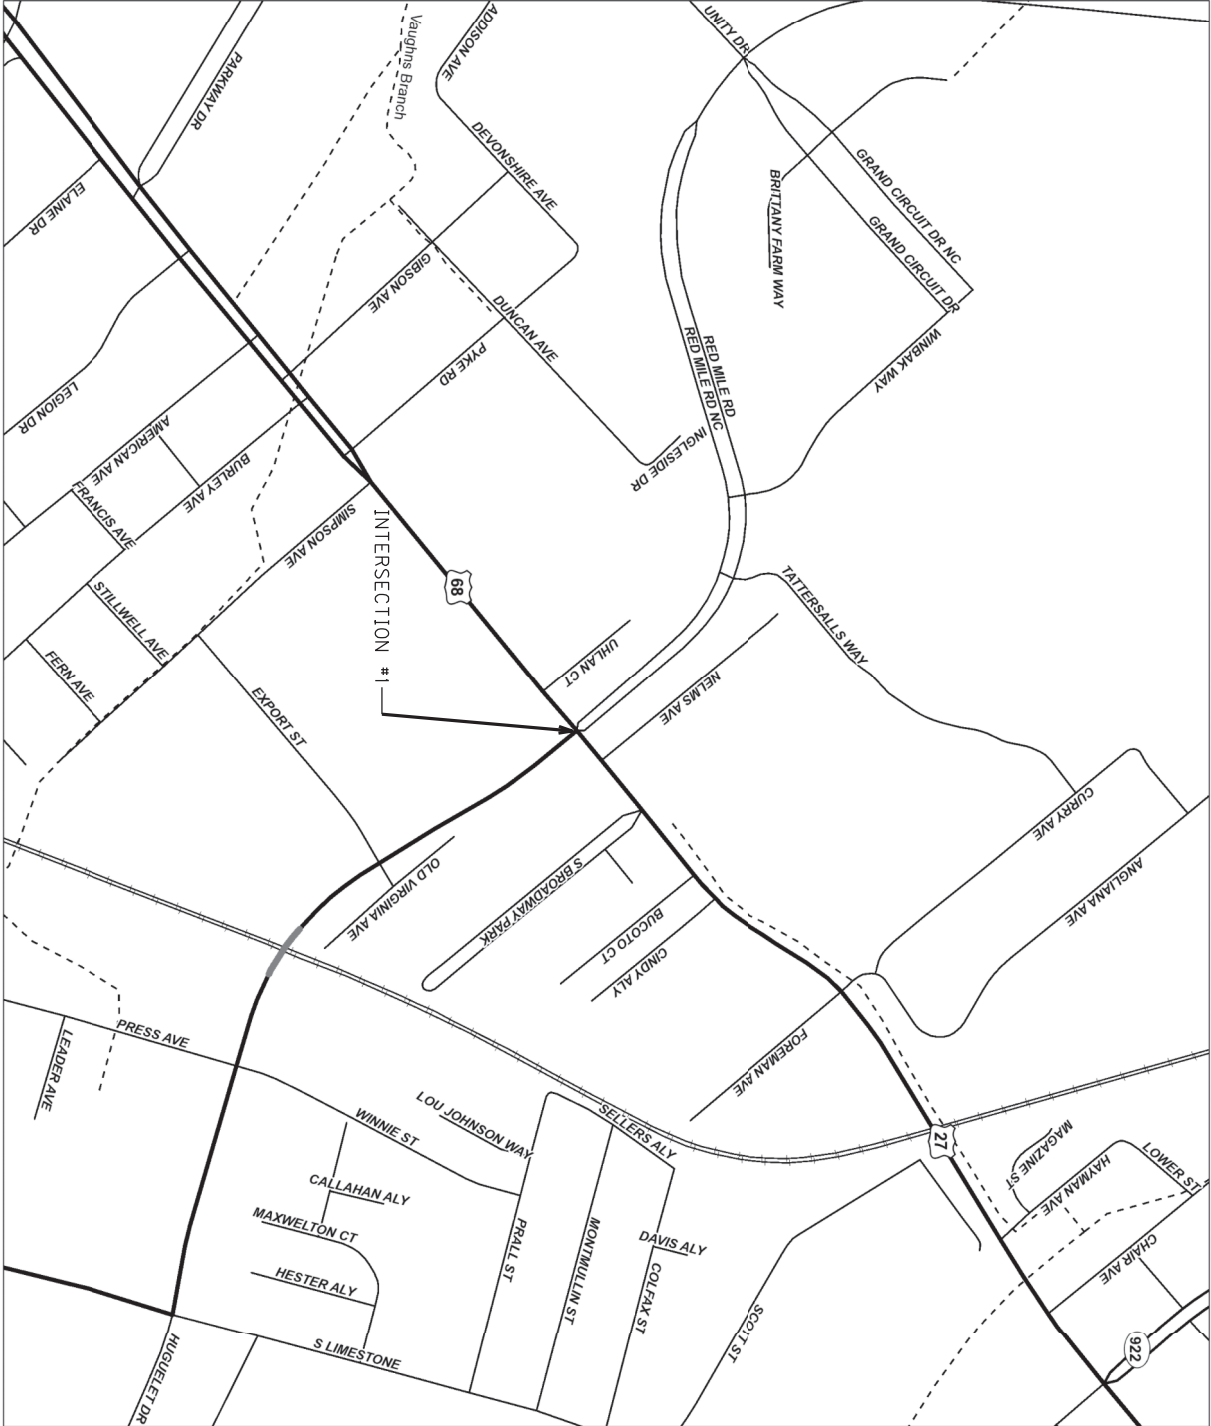 UNITY DR
ADDISON AVE
Vaughns Branch
PARKWAY DR
DEVONSHIRE AVE
GRAND CIRCUIT DR NC
GRAND CIRCUIT DR
BRITTANY FARM WAY
ELAINE DR
GIBSON AVE
DUNCAN AVE
PYKE RD
RED MILE RD
RED MILE RD NC
WINBAK WAY
LEGION DR
AMERICAN AVE
BURLEY AVE
FRANCIS AVE
INGLESIDE DR
SIMPSON AVE
INTERSECTION #1
68
STILLWELL AVE
FERN AVE
TATTERSALLS WAY
UHLAN CT
NELMS AVE
EXPORT ST
CURRY AVE
ANGLIANA AVE
OLD VIRGINIA AVE
S BROADWAY PARK
BUCOTO CT
CINDY ALY
FOREMAN AVE
PRESS AVE
LEADER AVE
WINNIE ST
LOU JOHNSON WAY
SELLERS ALY
27
MAGAZINE ST
HAYMAN AVE
LOWER ST
CALLAHAN ALY
MAXWELTON CT
HESTER ALY
PRALL ST
MONTMULLIN ST
DAVIS ALY
COLFAX ST
SCOTT ST
CHAIR AVE
922
S LIMESTONE
HUGUELET DR